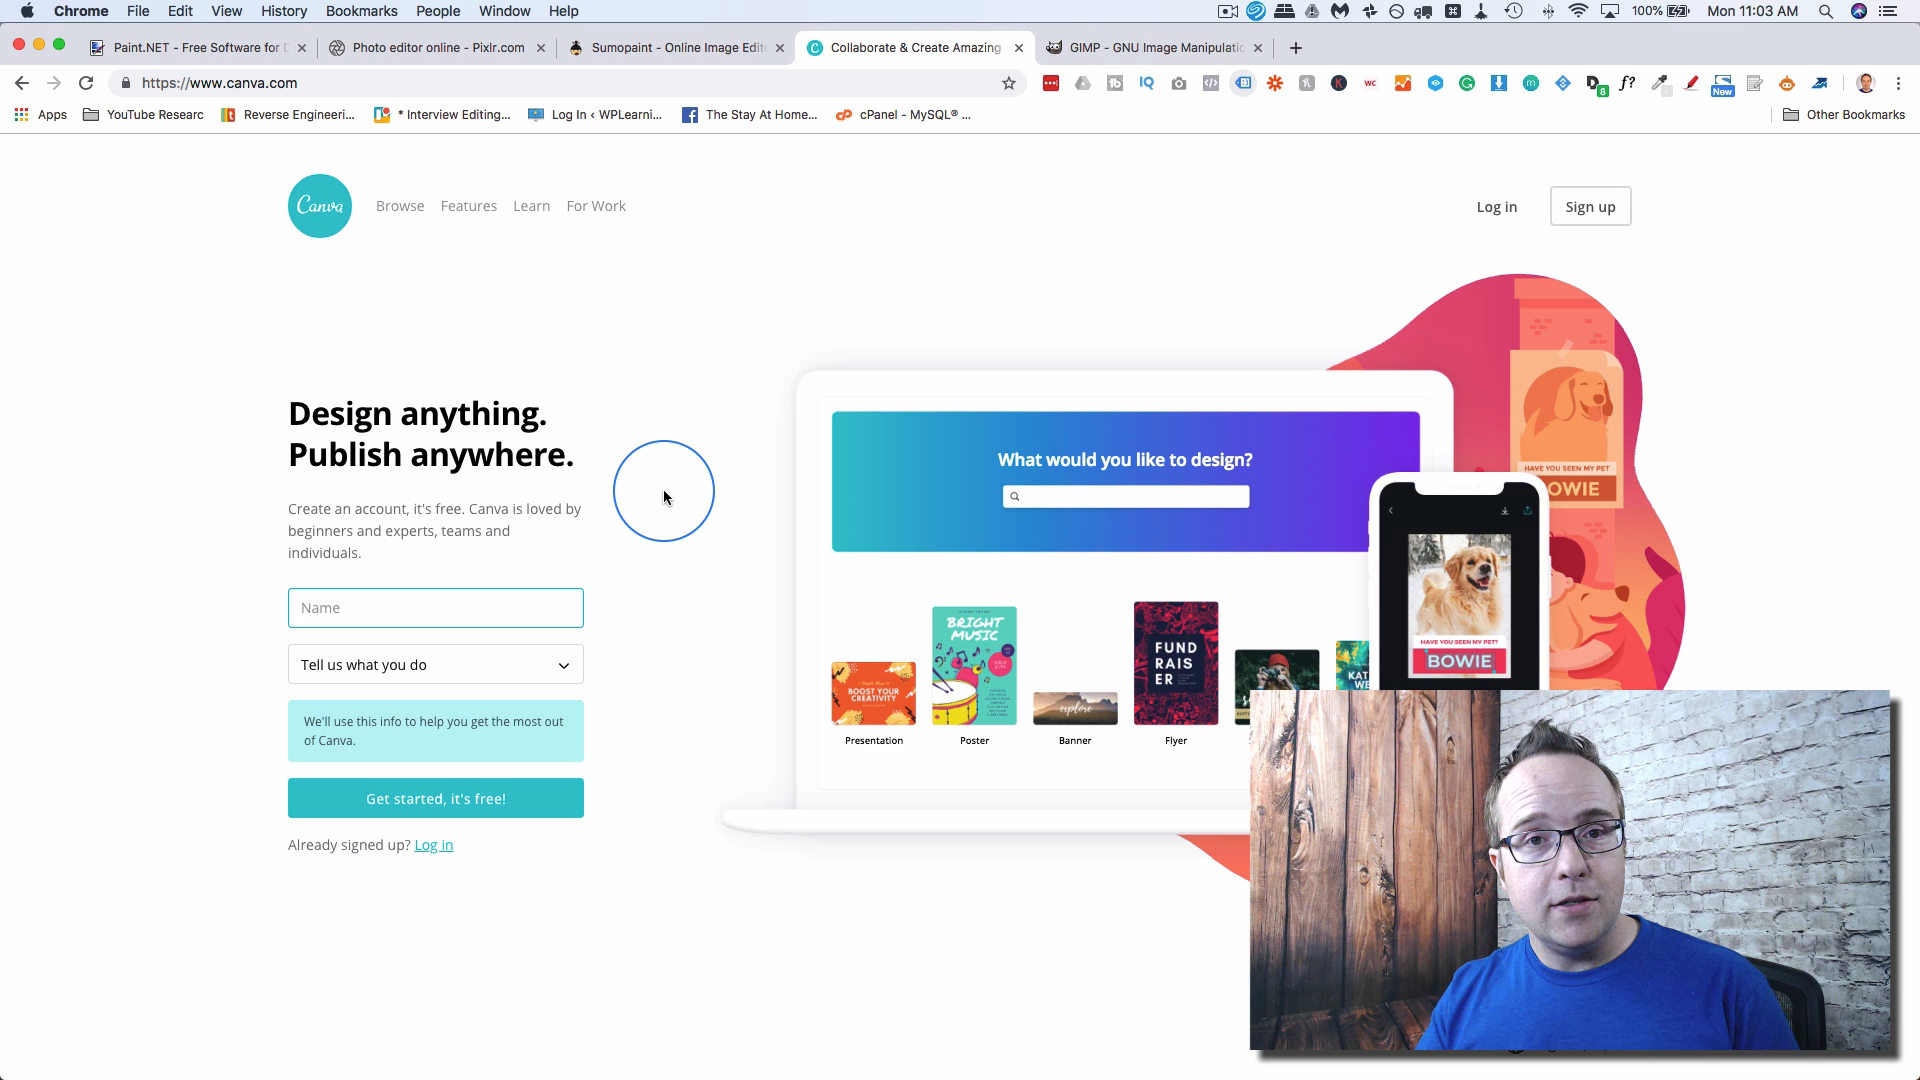 Chrome File Edit View History Bookmarks People Window Help
100% Mon 11:03 AM
Paint.NET - Free Software for D
Photo editor online - Pixlr.com
Sumopaint - Online Image Edit
Collaborate & Create Amazing
GIMP - GNU Image Manipulatio
https://www.canva.com
New
8
Apps
YouTube Researc
Reverse Engineeri...
* Interview Editing...
Log In ‹ WPLearni...
The Stay At Home...
cPanel - MySQL® ...
Other Bookmarks
Canva
Browse Features Learn For Work
Log in
Sign up
Design anything.
Publish anywhere.
Create an account, it's free. Canva is loved by
beginners and experts, teams and
individuals.
Name
Tell us what you do
We'll use this info to help you get the most out
of Canva.
Get started, it's free!
Already signed up? Log in
What would you like to design?
BOOST YOUR
CREATIVITY
BRIGHT
MUSIC
explore
FUND
RAIS
ER
Presentation
Poster
Banner
Flyer
HAVE YOU SEEN MY PET
OWIE
HAVE YOU SEEN MY PET?
BOWIE